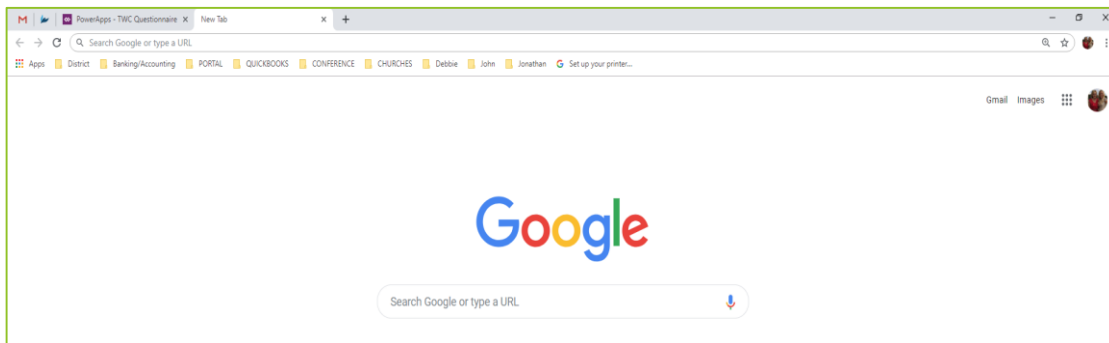 PowerApps - TWC Questionnaire New Tab
Search Google or type a URL
Apps District Banking/Accounting PORTAL QUICKBOOKS CONFERENCE CHURCHES Debbie John Jonathan Set up your printer...
Gmail Images
Google
Search Google or type a URL